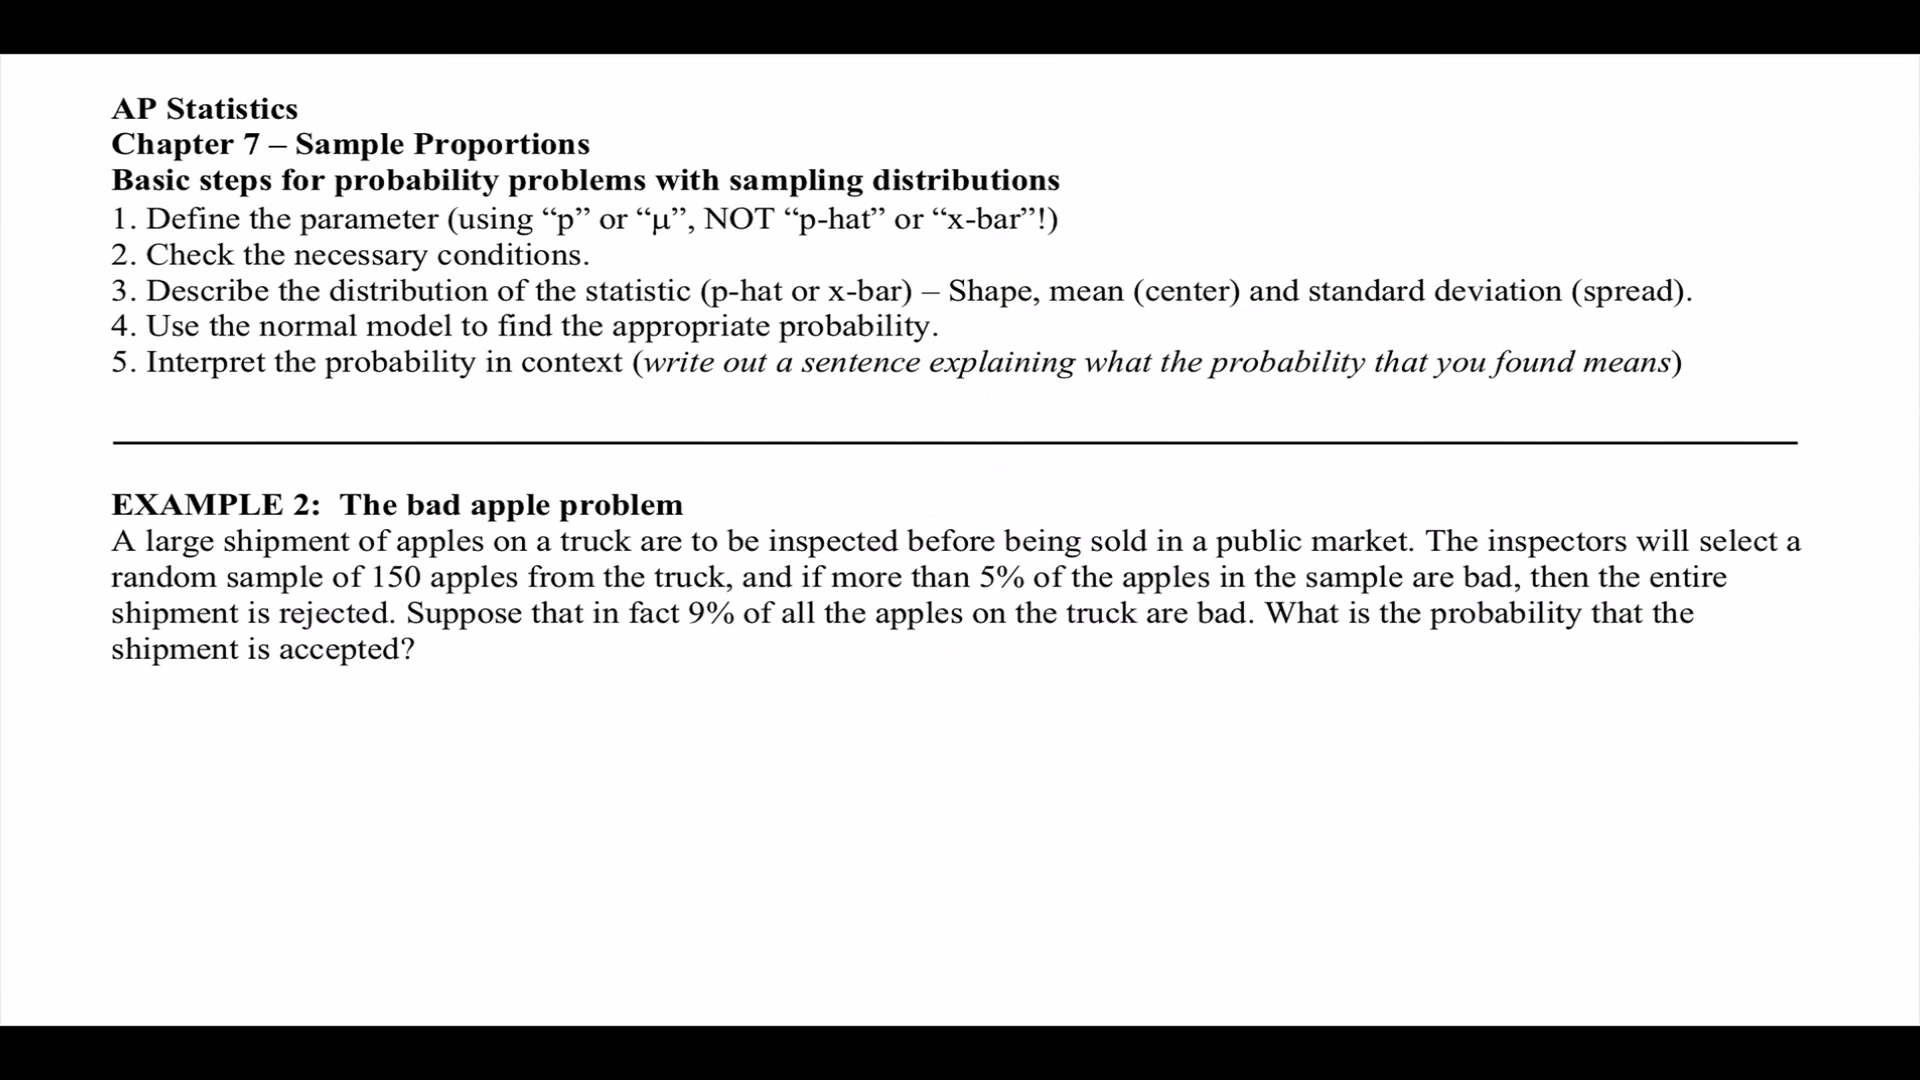 AP Statistics
Chapter 7 – Sample Proportions
Basic steps for probability problems with sampling distributions
1. Define the parameter (using “p” or “μ”, NOT “p-hat” or “x-bar”!)
2. Check the necessary conditions.
3. Describe the distribution of the statistic (p-hat or x-bar) – Shape, mean (center) and standard deviation (spread).
4. Use the normal model to find the appropriate probability.
5. Interpret the probability in context (write out a sentence explaining what the probability that you found means)
EXAMPLE 2: The bad apple problem
A large shipment of apples on a truck are to be inspected before being sold in a public market. The inspectors will select a
random sample of 150 apples from the truck, and if more than 5% of the apples in the sample are bad, then the entire
shipment is rejected. Suppose that in fact 9% of all the apples on the truck are bad. What is the probability that the
shipment is accepted?